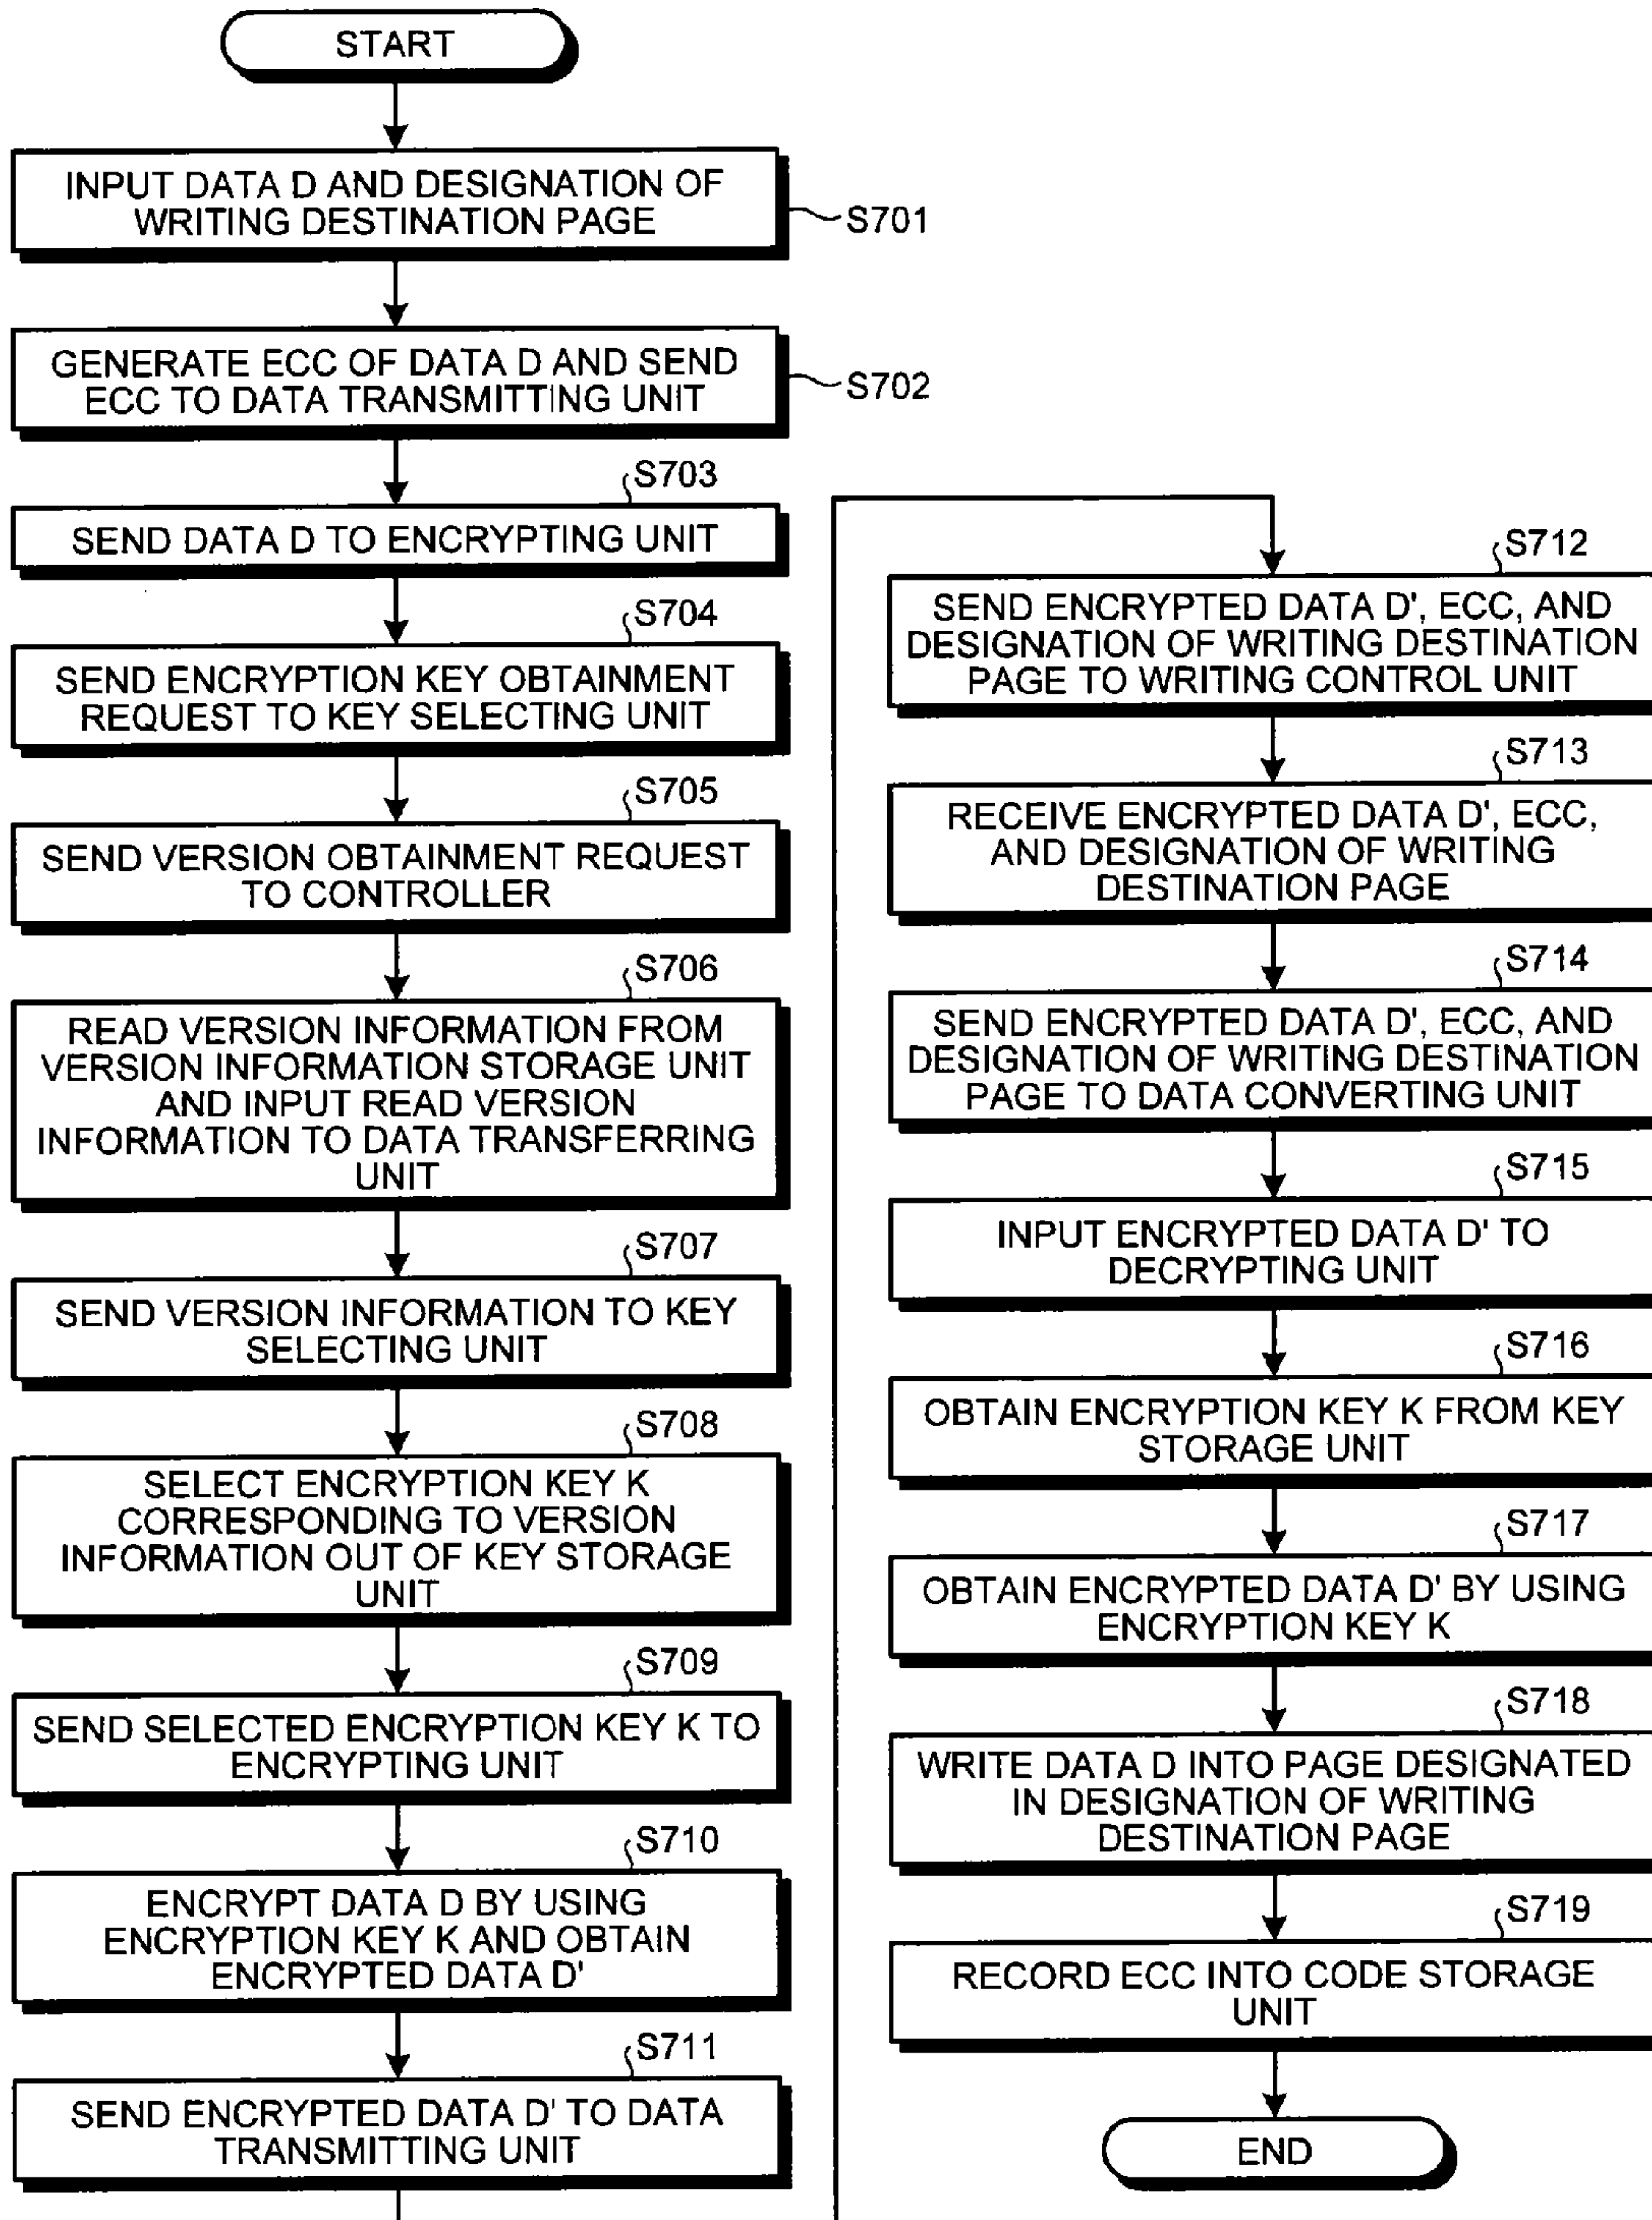 START
INPUT DATA D AND DESIGNATION OF
WRITING DESTINATION PAGE
S701
GENERATE ECC OF DATA D AND SEND
ECC TO DATA TRANSMITTING UNIT
S702
S703
SEND DATA D TO ENCRYPTING UNIT
S704
SEND ENCRYPTION KEY OBTAINMENT
REQUEST TO KEY SELECTING UNIT
S705
SEND VERSION OBTAINMENT REQUEST
TO CONTROLLER
S706
READ VERSION INFORMATION FROM
VERSION INFORMATION STORAGE UNIT
AND INPUT READ VERSION
INFORMATION TO DATA TRANSFERRING
UNIT
S707
SEND VERSION INFORMATION TO KEY
SELECTING UNIT
S708
SELECT ENCRYPTION KEY K
CORRESPONDING TO VERSION
INFORMATION OUT OF KEY STORAGE
UNIT
S709
SEND SELECTED ENCRYPTION KEY K TO
ENCRYPTING UNIT
S710
ENCRYPT DATA D BY USING
ENCRYPTION KEY K AND OBTAIN
ENCRYPTED DATA D'
S711
SEND ENCRYPTED DATA D' TO DATA
TRANSMITTING UNIT
S712
SEND ENCRYPTED DATA D', ECC, AND
DESIGNATION OF WRITING DESTINATION
PAGE TO WRITING CONTROL UNIT
S713
RECEIVE ENCRYPTED DATA D', ECC,
AND DESIGNATION OF WRITING
DESTINATION PAGE
S714
SEND ENCRYPTED DATA D', ECC, AND
DESIGNATION OF WRITING DESTINATION
PAGE TO DATA CONVERTING UNIT
S715
INPUT ENCRYPTED DATA D' TO
DECRYPTING UNIT
S716
OBTAIN ENCRYPTION KEY K FROM KEY
STORAGE UNIT
S717
OBTAIN ENCRYPTED DATA D' BY USING
ENCRYPTION KEY K
S718
WRITE DATA D INTO PAGE DESIGNATED
IN DESIGNATION OF WRITING
DESTINATION PAGE
S719
RECORD ECC INTO CODE STORAGE
UNIT
END